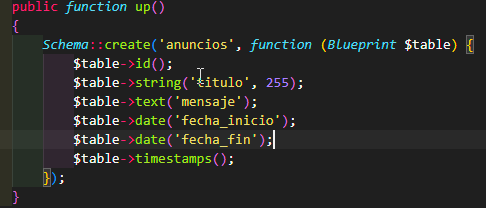 public function up()
{
Schema::create('anuncios', function (Blueprint $table) {
$table->id();
$table->string('titulo', 255);
$table->text('mensaje');
$table->date('fecha_inicio');
$table->date('fecha_fin');
$table->timestamps();
});
}